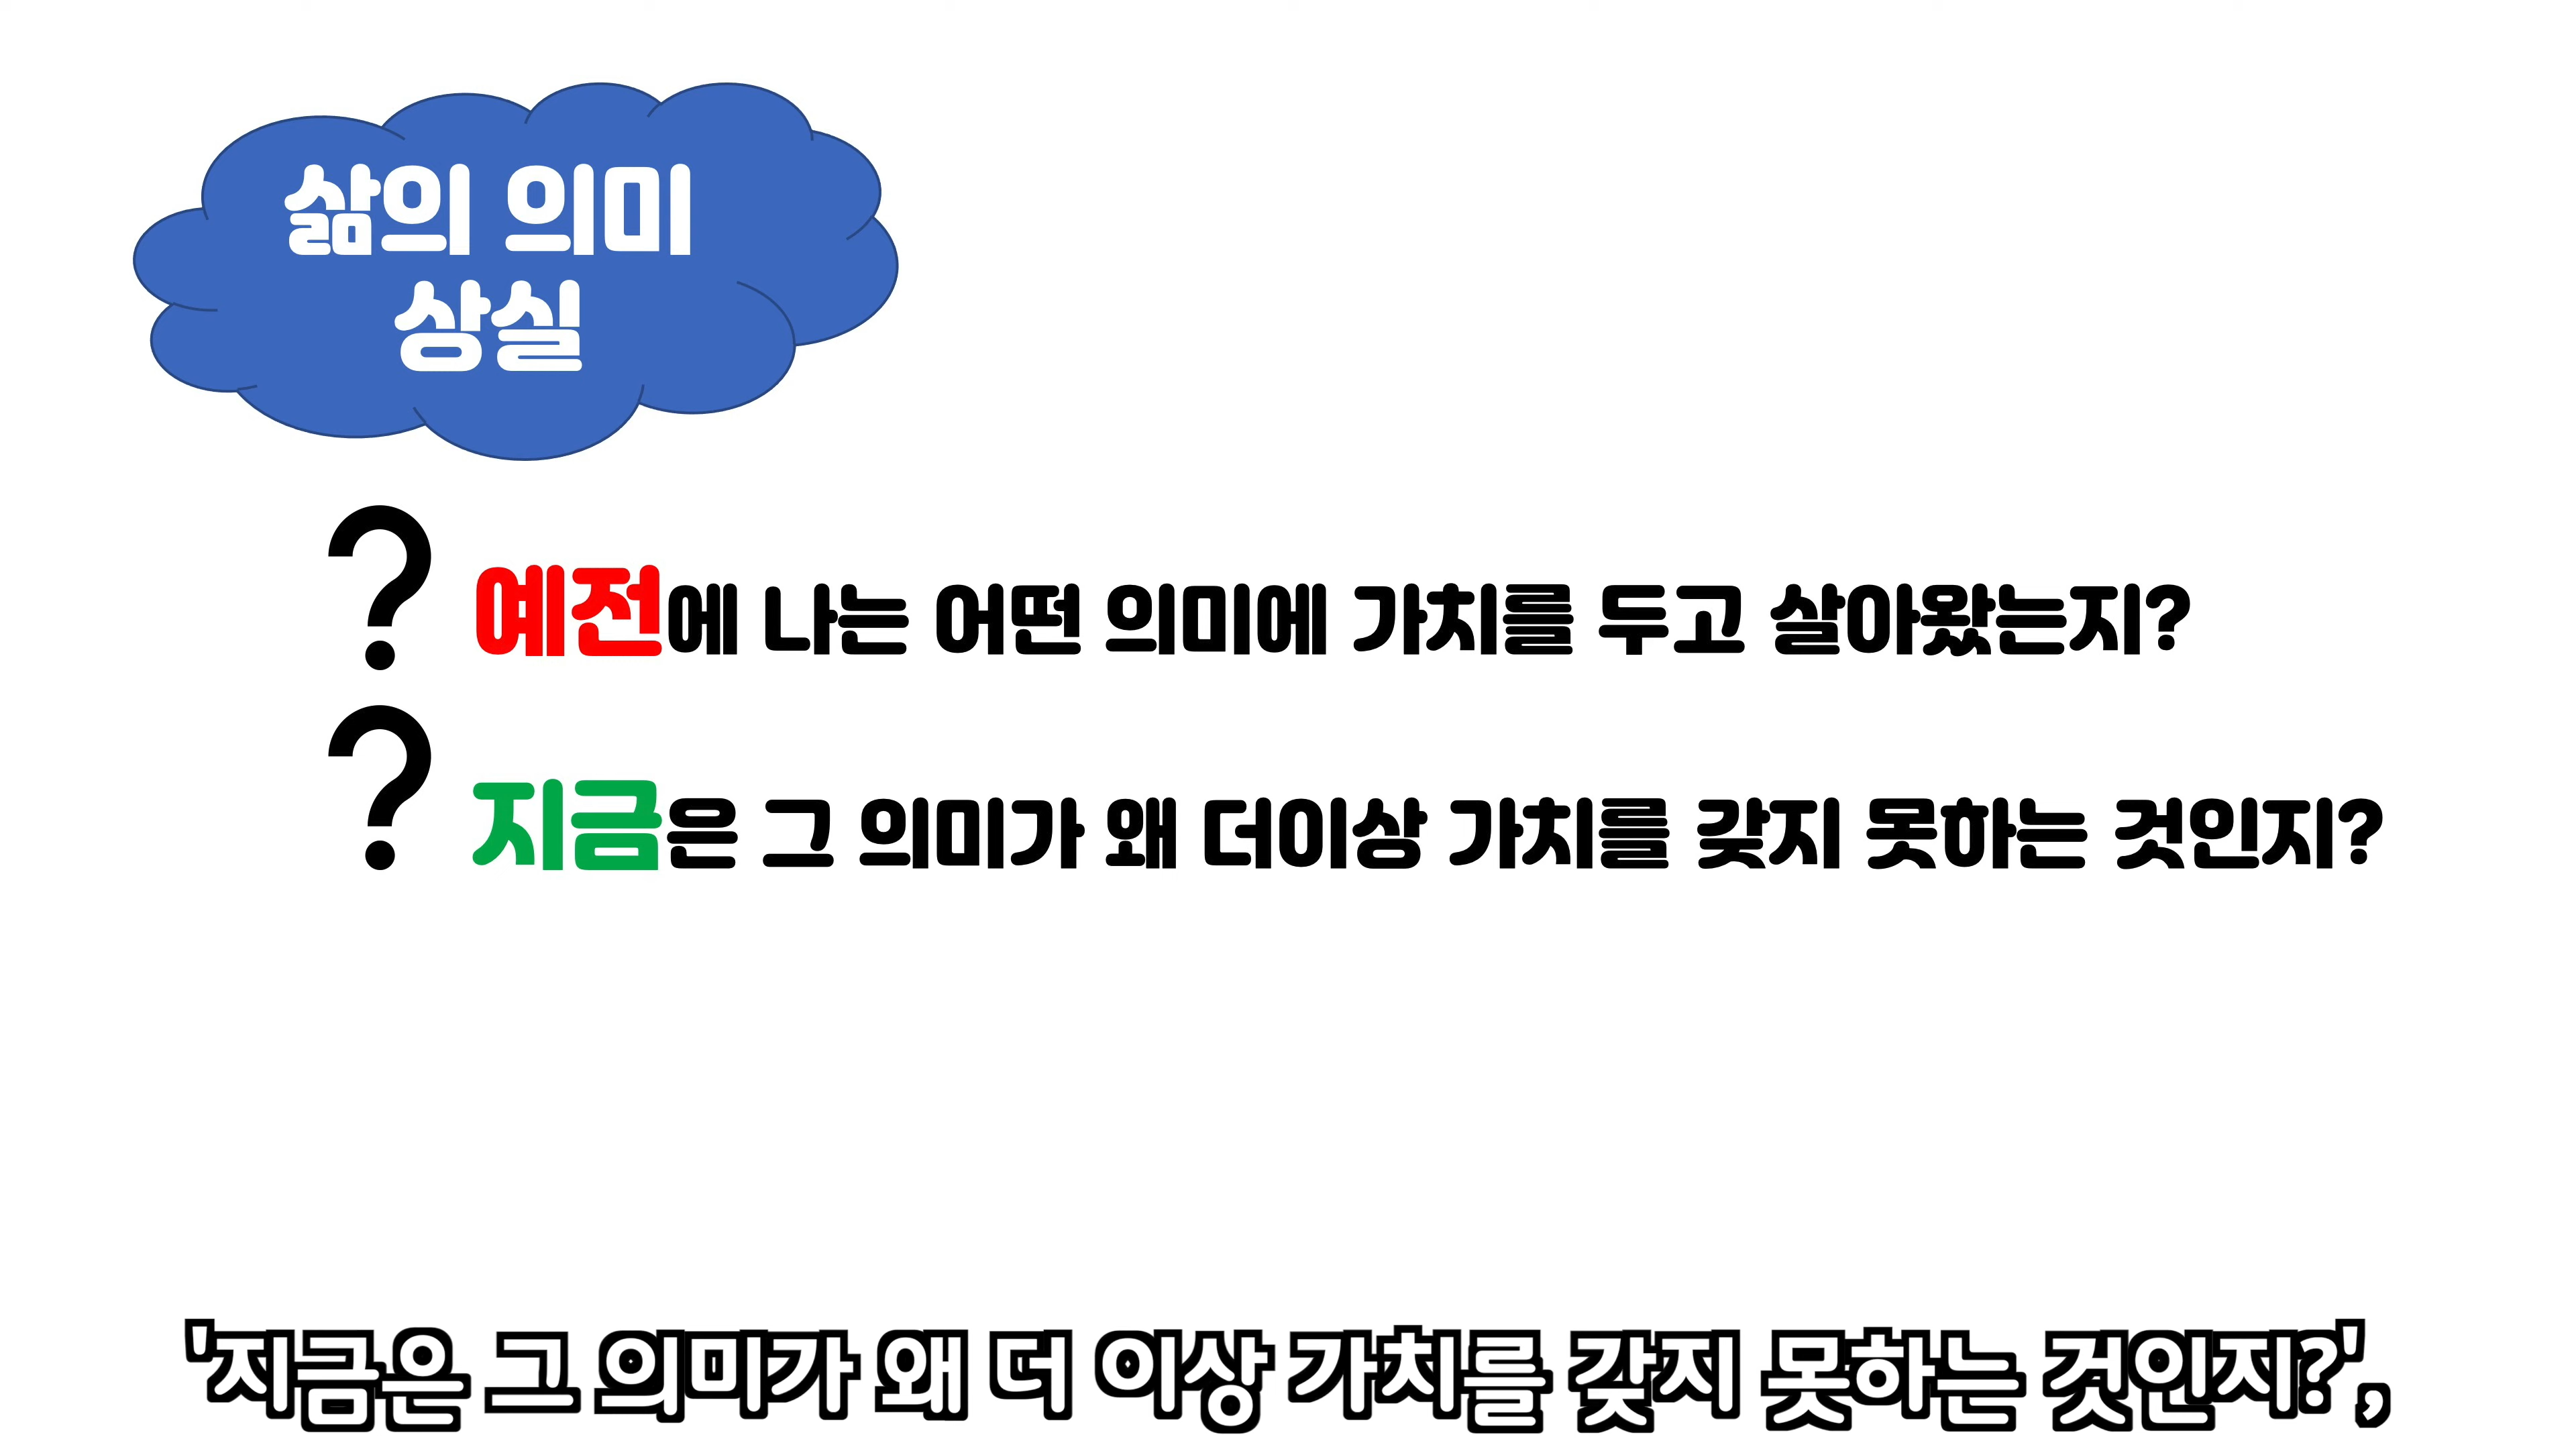 삶의 의미
상실
? 예전에 나는 어떤 의미에 가치를 두고 살아왔는지?
? 지금은 그 의미가 왜 더이상 가치를 갖지 못하는 것인지?
'지금은 그 의미가 왜 더 이상 가치를 갖지 못하는 것인지?',